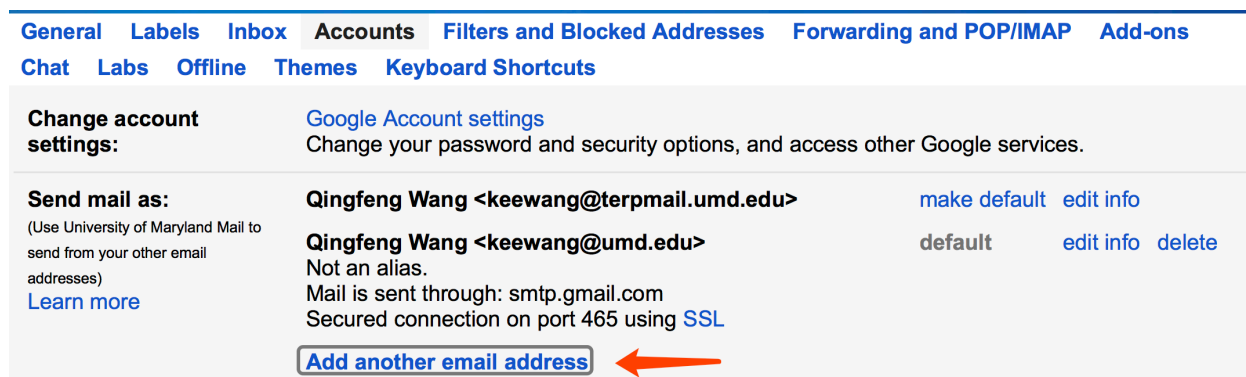 General Labels Inbox Accounts Filters and Blocked Addresses Forwarding and POP/IMAP Add-ons
Chat Labs Offline Themes Keyboard Shortcuts
Change account
settings:
Google Account settings
Change your password and security options, and access other Google services.
Send mail as:
(Use University of Maryland Mail to
send from your other email
addresses)
Learn more
Qingfeng Wang <keewang@terpmail.umd.edu> make default edit info
Qingfeng Wang <keewang@umd.edu> default edit info delete
Not an alias.
Mail is sent through: smtp.gmail.com
Secured connection on port 465 using SSL
Add another email address